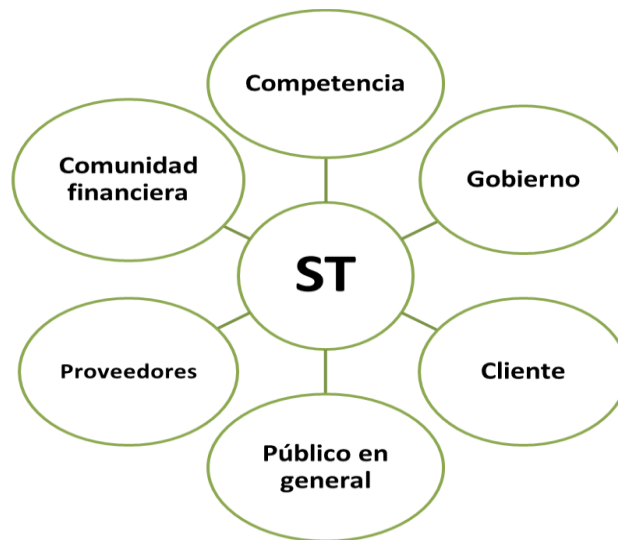 Competencia
Comunidad
financiera
Gobierno
ST
Proveedores
Cliente
Público en
general